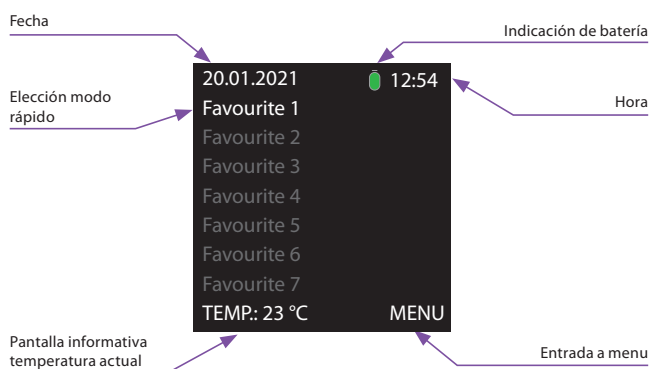 Fecha
Indicación de batería
20.01.2021 12:54
Elección modo
rápido
Hora
Favourite 1
Favourite 2
Favourite 3
Favourite 4
Favourite 5
Favourite 6
Favourite 7
TEMP.: 23 °C MENU
Pantalla informativa
temperatura actual
Entrada a menu